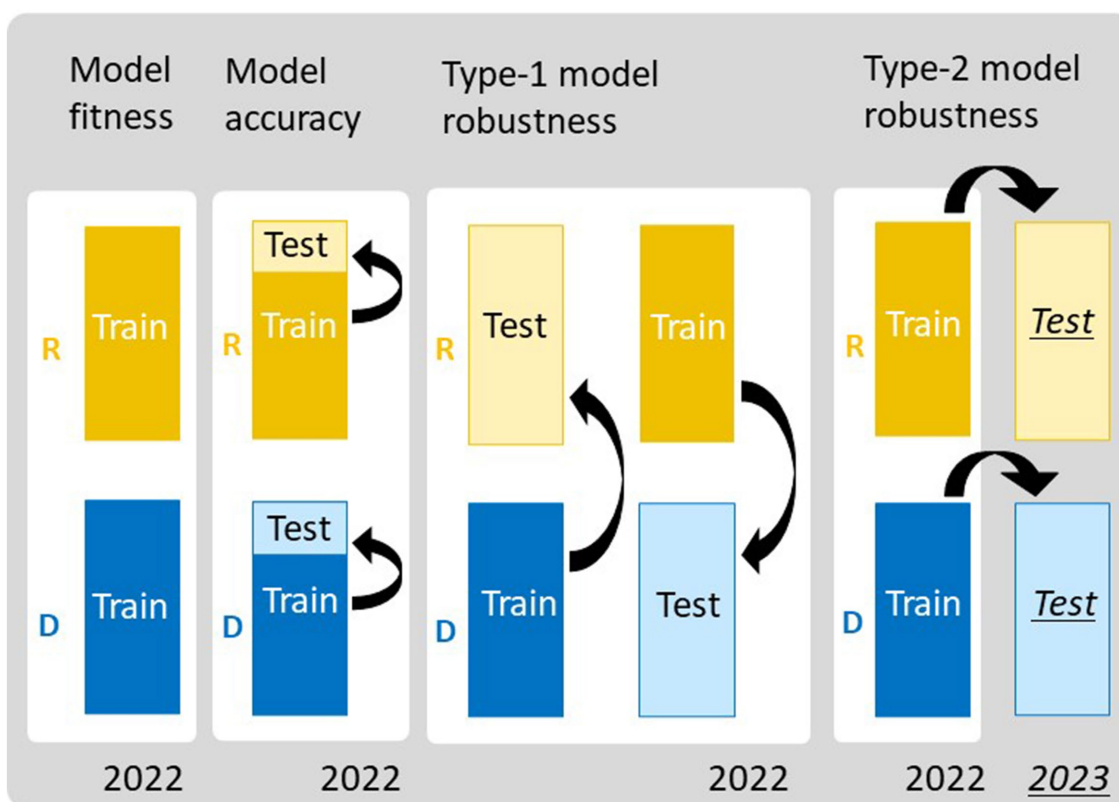 Model
fitness
Model
accuracy
Type-1 model
robustness
Type-2 model
robustness
R
Train
D
Train
2022
Test
R
Train
Test
D
Train
2022
R
Test
Train
D
Train
Test
2022
R
Train
Test
D
Train
Test
2022
2023